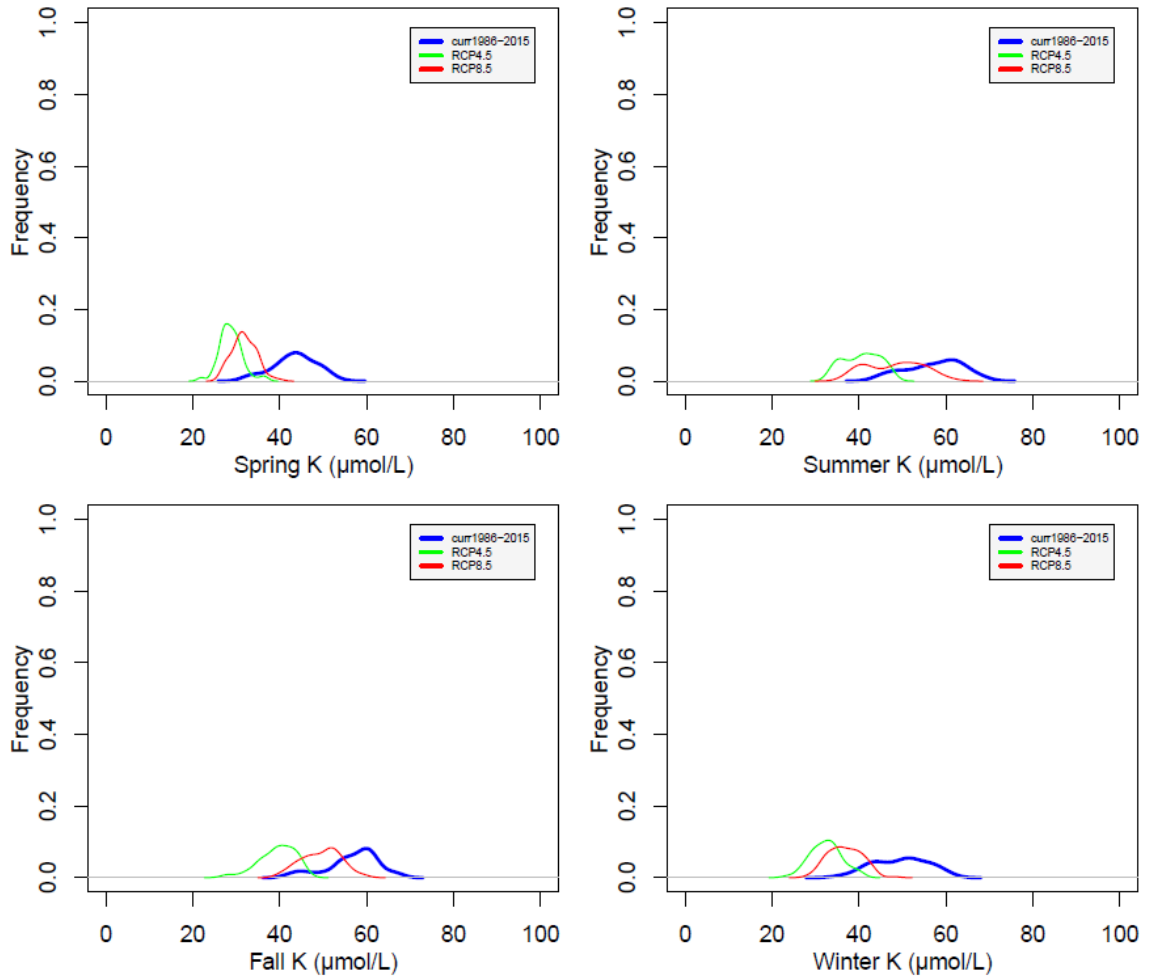 1.0
0.8
0.6
0.4
0.2
0.0
Frequency
curr1986-2015
RCP4.5
RCP8.5
0 20 40 60 80 100
Spring K (µmol/L)
1.0
0.8
0.6
0.4
0.2
0.0
Frequency
curr1986-2015
RCP4.5
RCP8.5
0 20 40 60 80 100
Summer K (µmol/L)
1.0
0.8
0.6
0.4
0.2
0.0
Frequency
curr1986-2015
RCP4.5
RCP8.5
0 20 40 60 80 100
Fall K (µmol/L)
1.0
0.8
0.6
0.4
0.2
0.0
Frequency
curr1986-2015
RCP4.5
RCP8.5
0 20 40 60 80 100
Winter K (µmol/L)